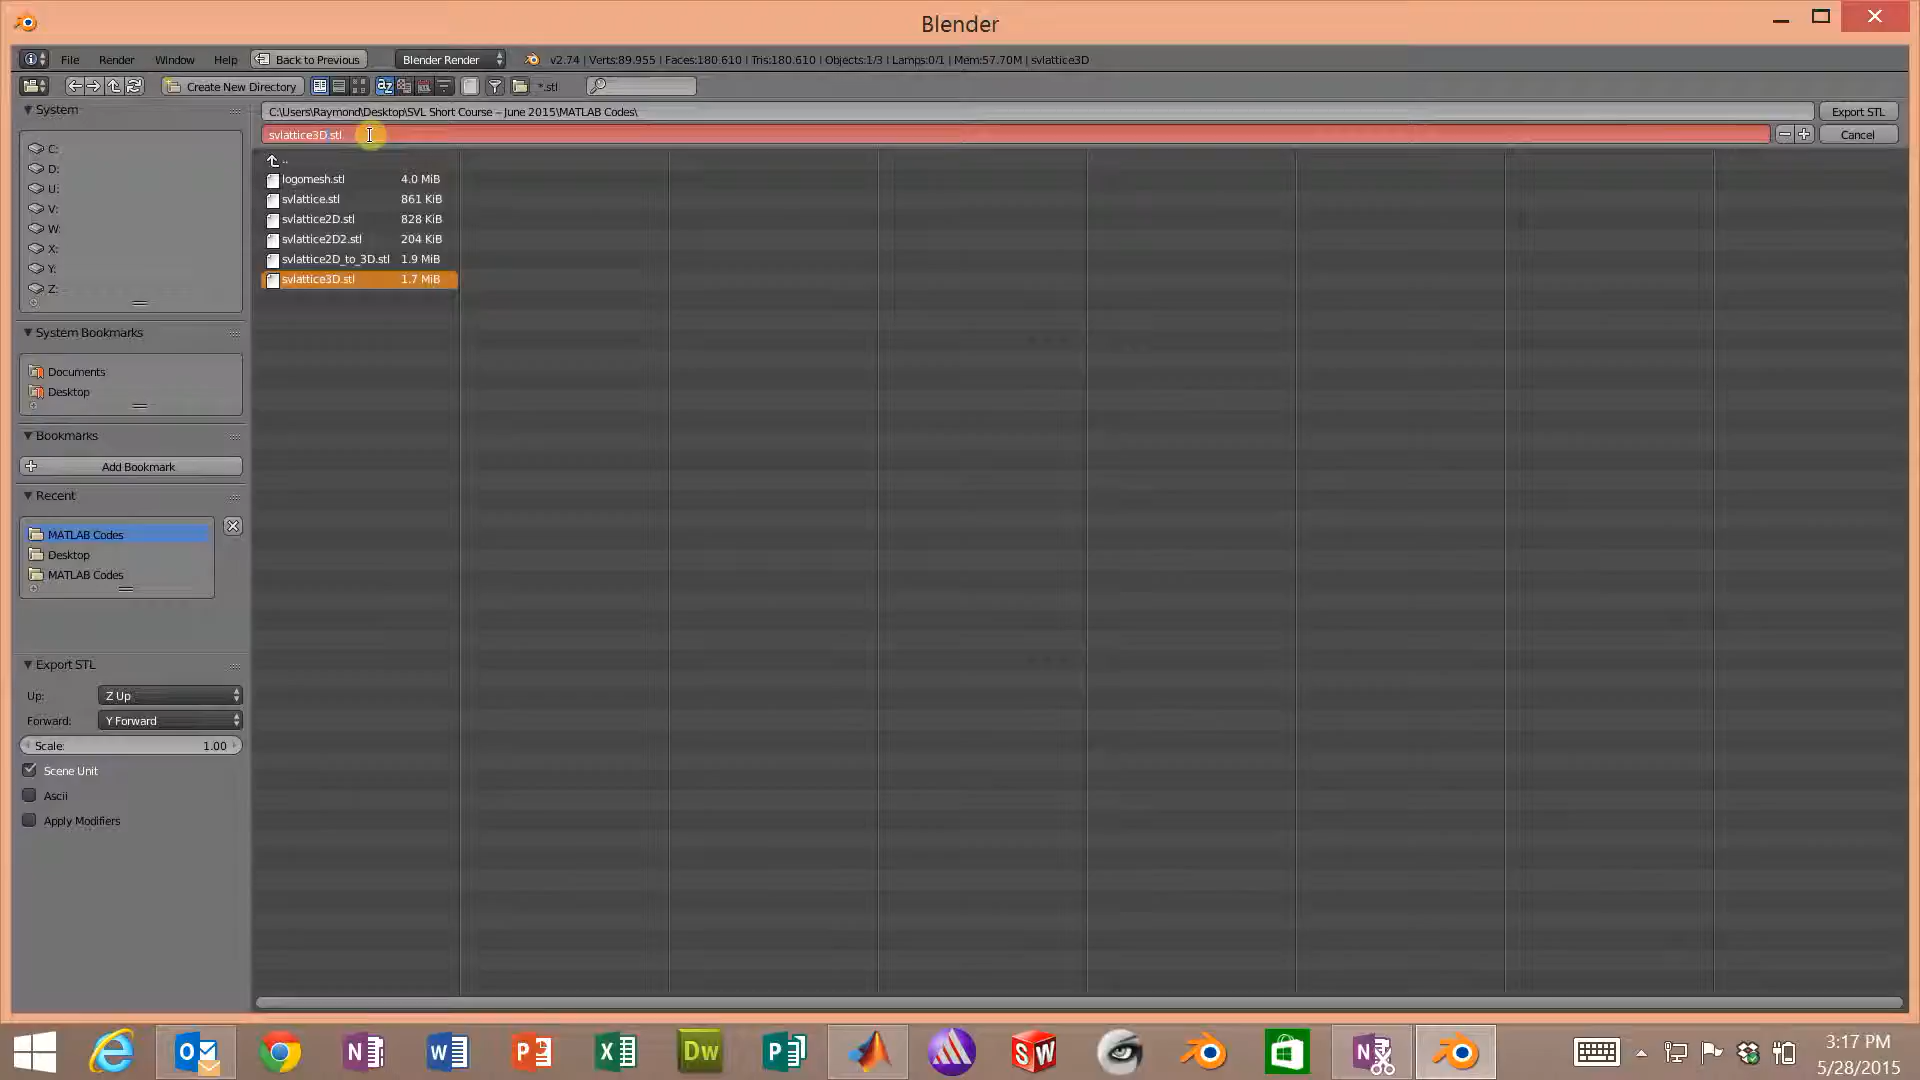 Blender
File Render Window Help Back to Previous Blender Render v2.74 | Verts:89.955 | Faces:180.610 | Tris:180.610 | Objects:1/3 | Lamps:0/1 | Mem:57.70M | svlattice3D
Create New Directory *.stl
System
C:\Users\Raymond\Desktop\SVL Short Course – June 2015\MATLAB Codes\ Export STL
svlattice3D.stl Cancel
C:
D:
U:
V:
W:
X:
Y:
Z:
..
logomesh.stl 4.0 MiB
svlattice.stl 861 KiB
svlattice2D.stl 828 KiB
svlattice2D2.stl 204 KiB
svlattice2D_to_3D.stl 1.9 MiB
svlattice3D.stl 1.7 MiB
System Bookmarks
Documents
Desktop
Bookmarks
Add Bookmark
Recent
MATLAB Codes
Desktop
MATLAB Codes
Export STL
Up: Z Up
Forward: Y Forward
Scale: 1.00
Scene Unit
Ascii
Apply Modifiers
3:17 PM
5/28/2015